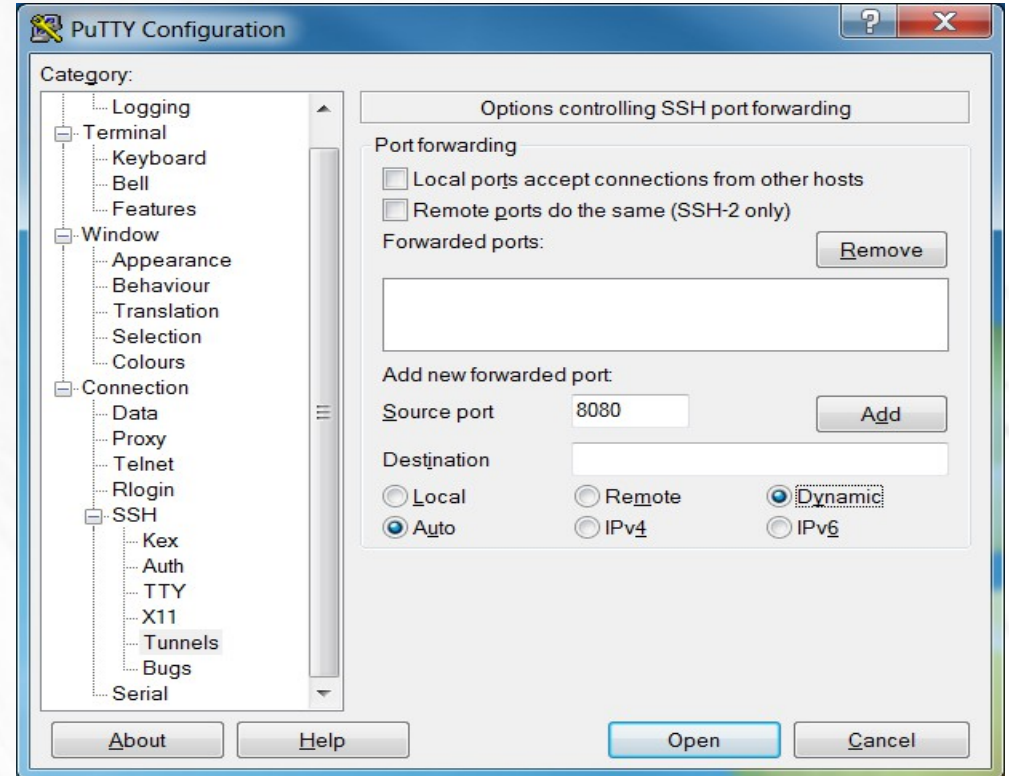 PuTTY Configuration
Category:
Logging
Terminal
Keyboard
Bell
Features
Window
Appearance
Behaviour
Translation
Selection
Colours
Connection
Data
Proxy
Telnet
Rlogin
SSH
Kex
Auth
TTY
X11
Tunnels
Bugs
Serial
Options controlling SSH port forwarding
Port forwarding
Local ports accept connections from other hosts
Remote ports do the same (SSH-2 only)
Forwarded ports:
Remove
Add new forwarded port:
Source port 8080 Add
Destination
Local Remote Dynamic
Auto IPv4 IPv6
About Help Open Cancel